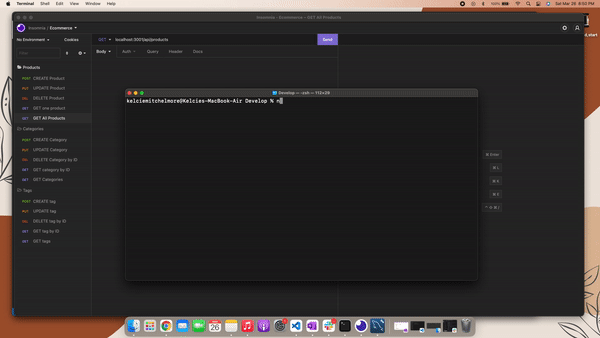 Terminal Shell Edit View Window Help
Sat Mar 26 8:50 PM
Insomnia – Ecommerce – GET All Products
Insomnia / Ecommerce
No Environment Cookies
GET localhost:3001/api/products Send
Filter
Body Auth Query Header Docs
Products
POST CREATE Product
PUT UPDATE Product
DEL DELETE Product
GET GET one product
GET GET All Products
Categories
POST CREATE Category
PUT UPDATE Category
DEL DELETE Category by ID
GET GET category by ID
GET GET Categories
Tags
POST CREATE tag
PUT UPDATE tag
DEL DELETE tag by ID
GET GET tag by ID
GET GET tags
Develop — -zsh — 113×29
kelciemitchelmore@Kelcies-MacBook-Air Develop % n
⌘ Enter
26